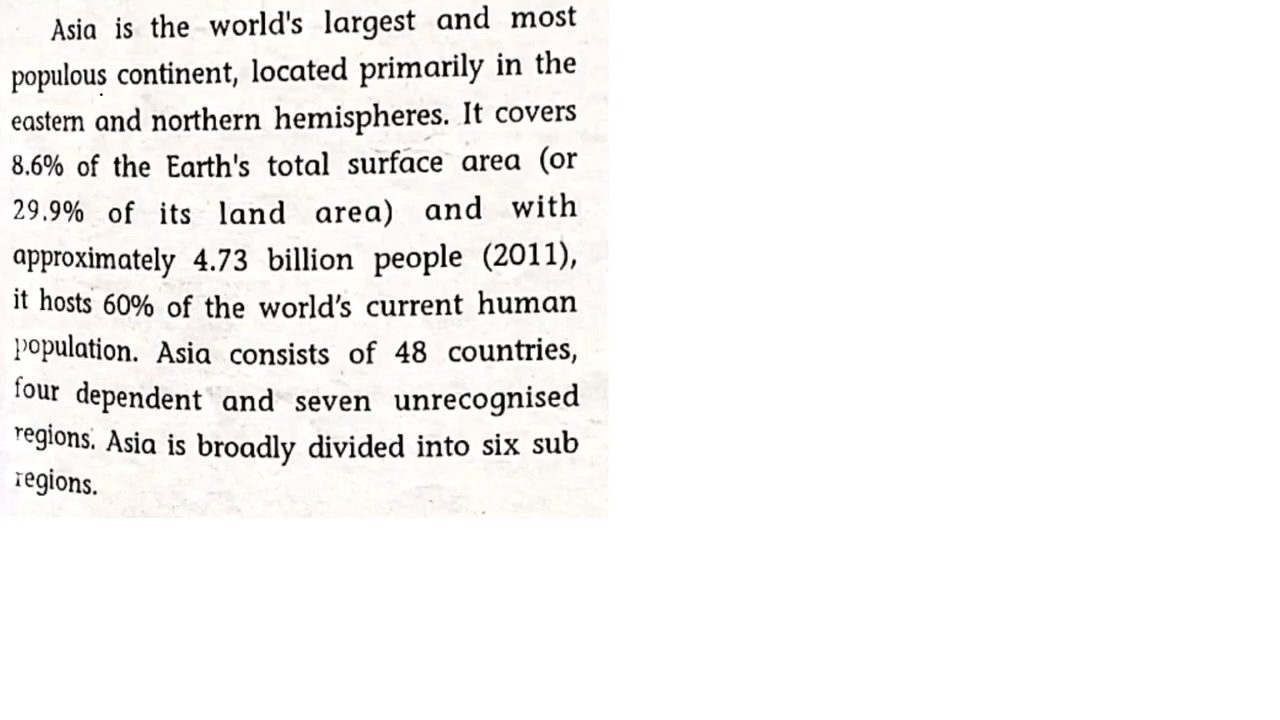 Asia is the world's largest and most
populous continent, located primarily in the
eastern and northern hemispheres. It covers
8.6% of the Earth's total surface area (or
29.9% of its land area) and with
approximately 4.73 billion people (2011),
it hosts 60% of the world's current human
population. Asia consists of 48 countries,
four dependent and seven unrecognised
regions. Asia is broadly divided into six sub
regions.